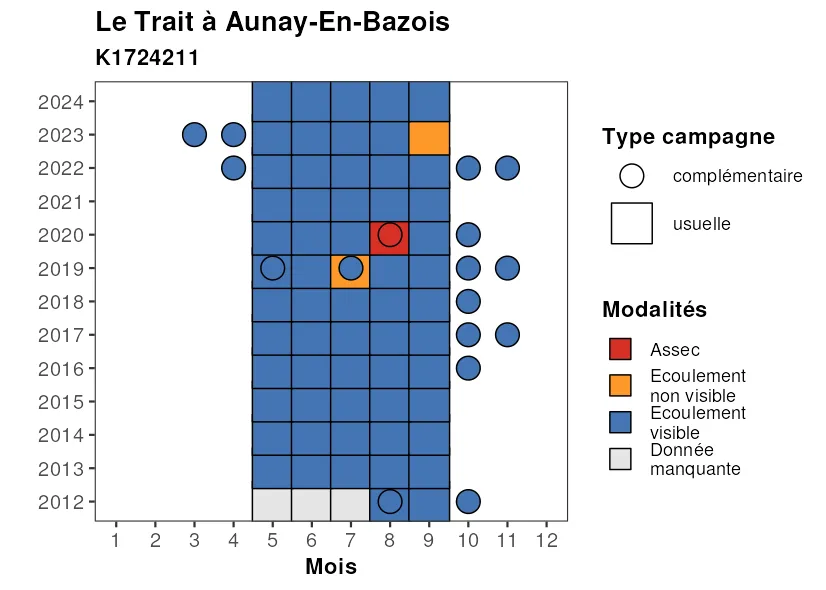 Le Trait à Aunay-En-Bazois
K1724211
2024
2023
2022
2021
2020
2019
2018
2017
2016
2015
2014
2013
2012
1 2 3 4 5 6 7 8 9 10 11 12
Mois
Type campagne
complémentaire
usuelle
Modalités
Assec
Ecoulement
non visible
Ecoulement
visible
Donnée
manquante